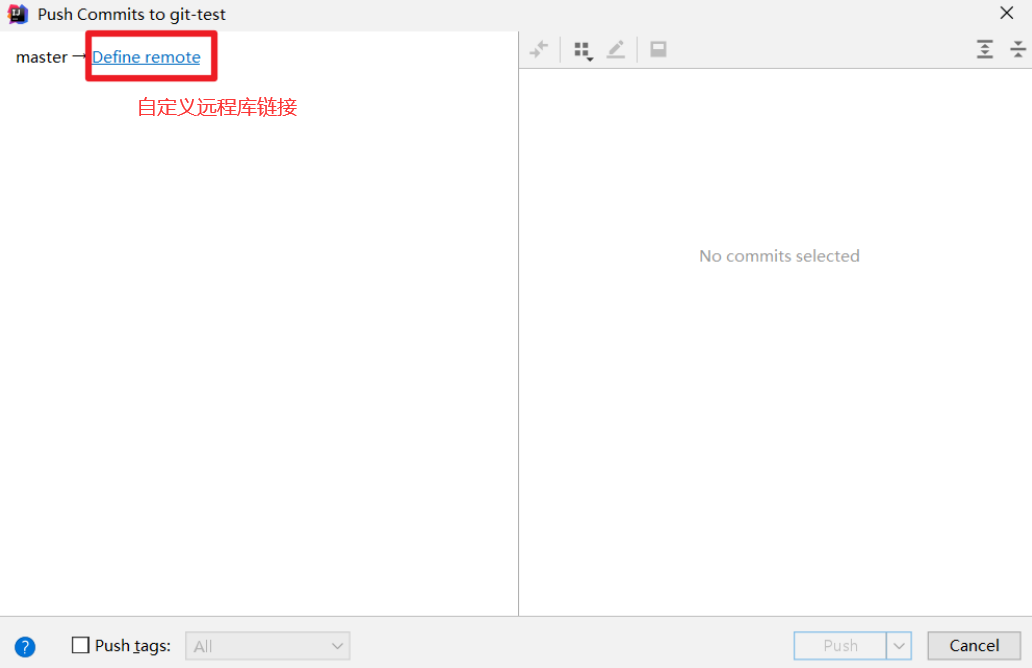 Push Commits to git-test
master → Define remote
自定义远程库链接
No commits selected
? Push tags: All
Push
Cancel